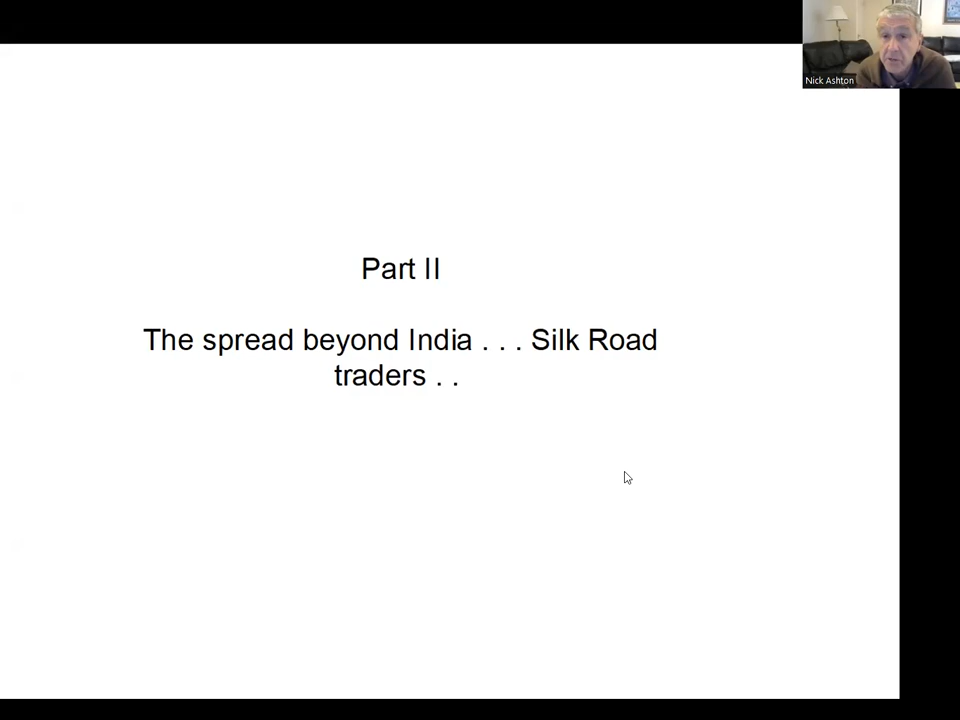 Nick Ashton
Part II
The spread beyond India . . . Silk Road
traders . .